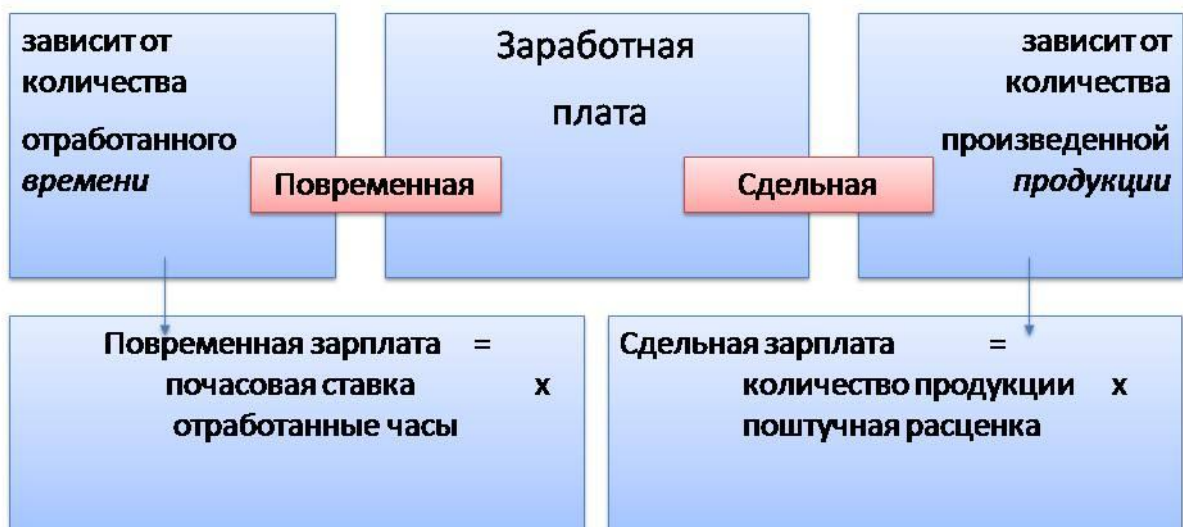 зависит от
количества
отработанного
времени
Повременная
Заработная
плата
Сдельная
зависит от
количества
произведенной
продукции
Повременная зарплата =
почасовая ставка х
отработанные часы
Сдельная зарплата =
количество продукции х
поштучная расценка